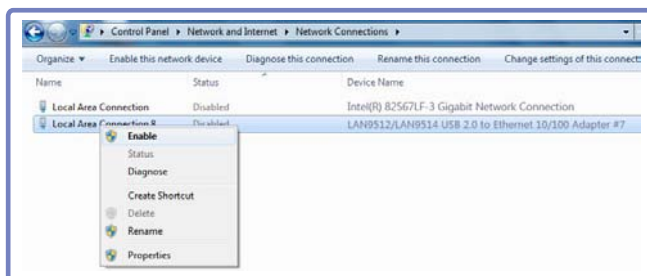 Control Panel ▸ Network and Internet ▸ Network Connections ▸
Organize ▾ Enable this network device Diagnose this connection Rename this connection Change settings of this connect
Name Status Device Name
Local Area Connection Disabled Intel(R) 82567LF-3 Gigabit Network Connection
Local Area Connection 8 Disabled LAN9512/LAN9514 USB 2.0 to Ethernet 10/100 Adapter #7
Enable
Status
Diagnose
Create Shortcut
Delete
Rename
Properties